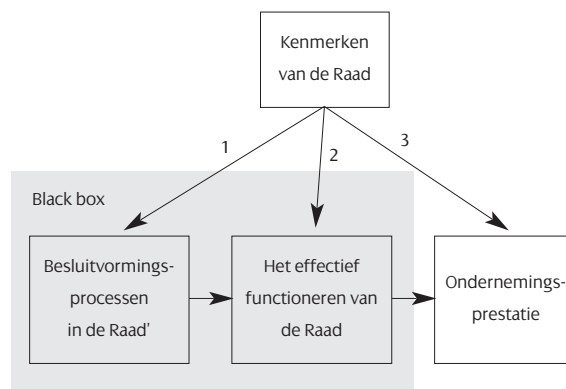 Kenmerken
van de Raad
1
2
3
Black box
Besluitvormings-
processen
in de Raad’
Het effectief
functioneren van
de Raad
Ondernemings-
prestatie